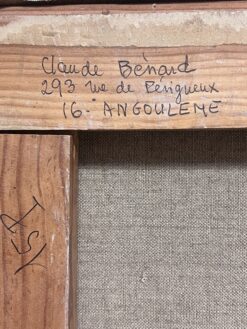 Claude Bénard
293 rue de Périgueux
16 - ANGOULEME